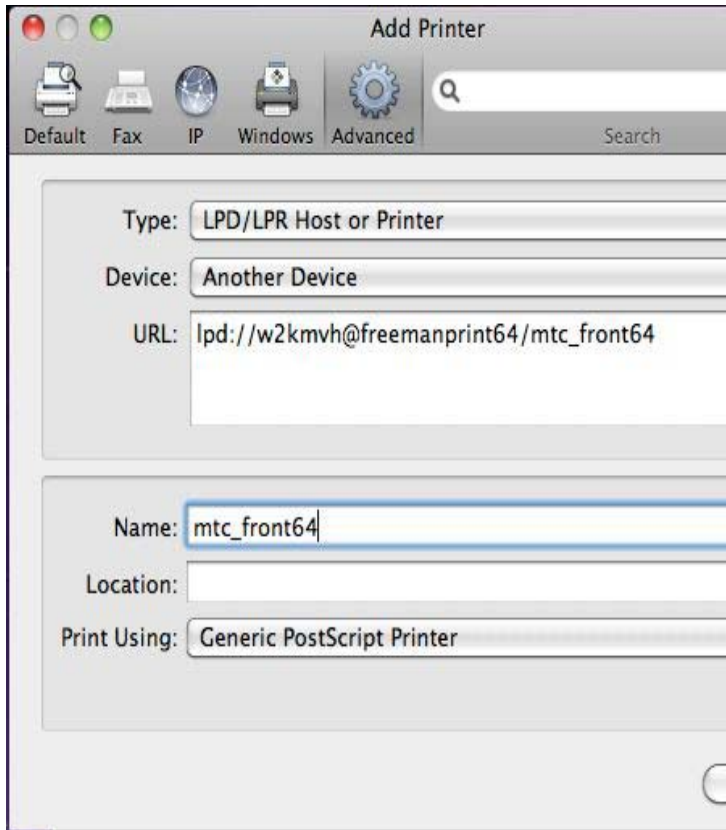 Add Printer
Default Fax IP Windows Advanced Search
Type: LPD/LPR Host or Printer
Device: Another Device
URL: lpd://w2kmvh@freemanprint64/mtc_front64
Name: mtc_front64
Location:
Print Using: Generic PostScript Printer